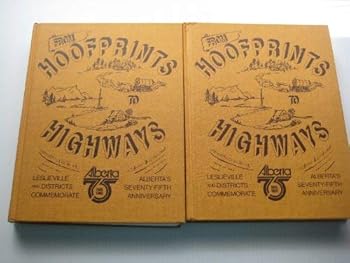 FROM
HOOFPRINTS
TO
HIGHWAYS
LESLIEVILLE
AND DISTRICTS
COMMEMORATE
Alberta
75
ALBERTA'S
SEVENTY-FIFTH
ANNIVERSARY
FROM
HOOFPRINTS
TO
HIGHWAYS
LESLIEVILLE
AND DISTRICTS
COMMEMORATE
Alberta
75
ALBERTA'S
SEVENTY-FIFTH
ANNIVERSARY